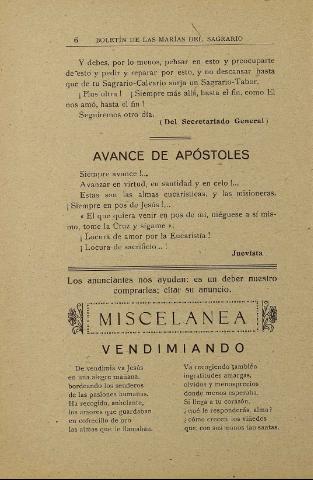 6 BOLETÍN DE LAS MARÍAS DEL SAGRARIO
Y debes, por lo menos, pensar en esto y preocuparte
de esto y pedir y reparar por esto, y no descansar hasta
que de tu Sagrario-Calvario surja un Sagrario-Tabor.
¡Plus ultra! ¡Siempre más allá, hasta el fin, como El
nos amó, hasta el fin!
Seguiremos otro día.
(Del Secretariado General)
AVANCE DE APÓSTOLES
Siempre avance!...
Avanzar en virtud, en santidad y en celo!...
Estas son las almas eucarísticas, y las misioneras.
¡Siempre en pos de Jesús!...
« El que quiera venir en pos de mí, niéguese a sí mis-
mo, tome la Cruz y sígame ».
¡Locura de amor por la Eucaristía!
¡Locura de sacrificio...!
Juevista
Los anunciantes nos ayudan: es un deber nuestro
comprarles; citar su anuncio.
MISCELANEA
VENDIMIANDO
De vendimia va Jesús
en una alegre mañana,
bordeando los senderos
de las pasiones humanas.
Ha recogido, anhelante,
los amores que guardaban
en cofrecillo de oro
las almas que le llamaban.
Va recogiendo también
ingratitudes amargas,
olvidos y menosprecios
donde menos esperaba.
Si llega a tu corazón,
¿qué le responderás, alma?
¿cómo crecen los viñedos
que, con sus manos tan santas,